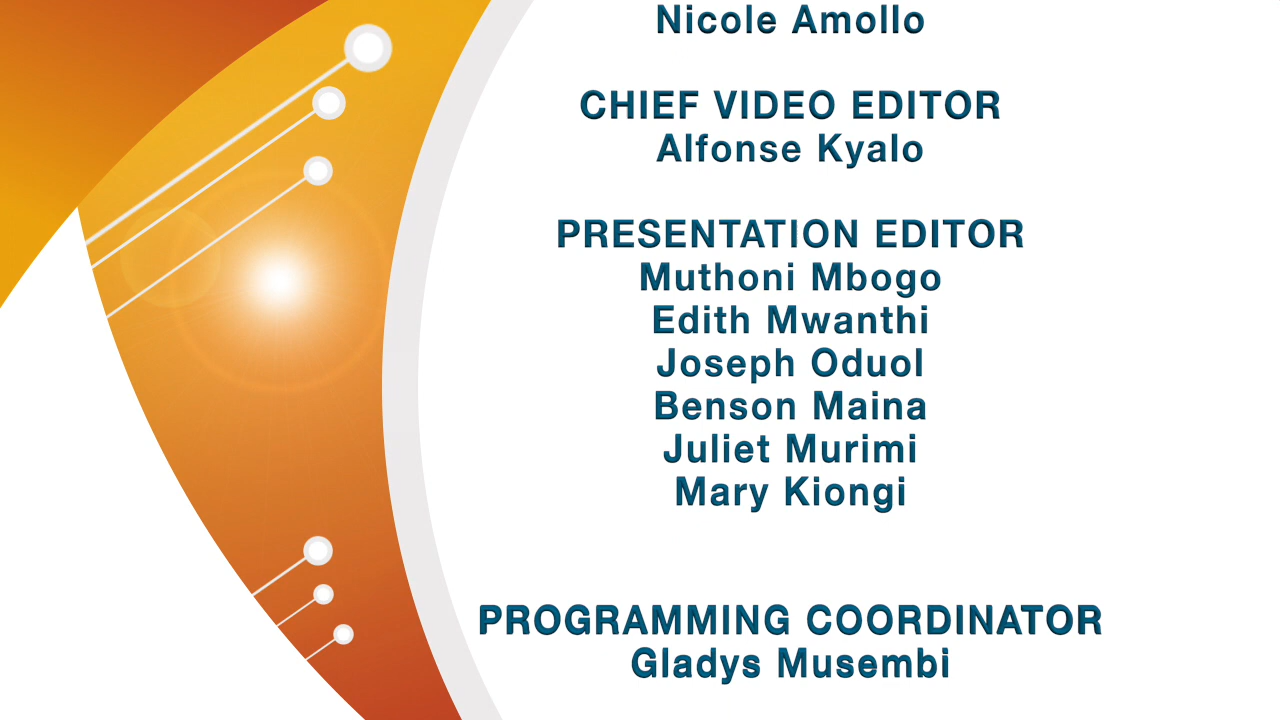 Nicole Amollo
CHIEF VIDEO EDITOR
Alfonse Kyalo
PRESENTATION EDITOR
Muthoni Mbogo
Edith Mwanthi
Joseph Oduol
Benson Maina
Juliet Murimi
Mary Kiongi
PROGRAMMING COORDINATOR
Gladys Musembi